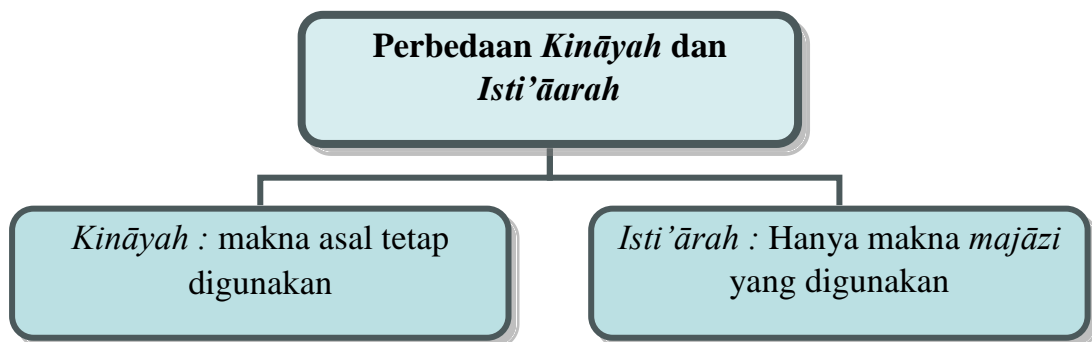 Perbedaan Kināyah dan
Isti’āarah
Kināyah : makna asal tetap
digunakan
Isti’ārah : Hanya makna majāzi
yang digunakan